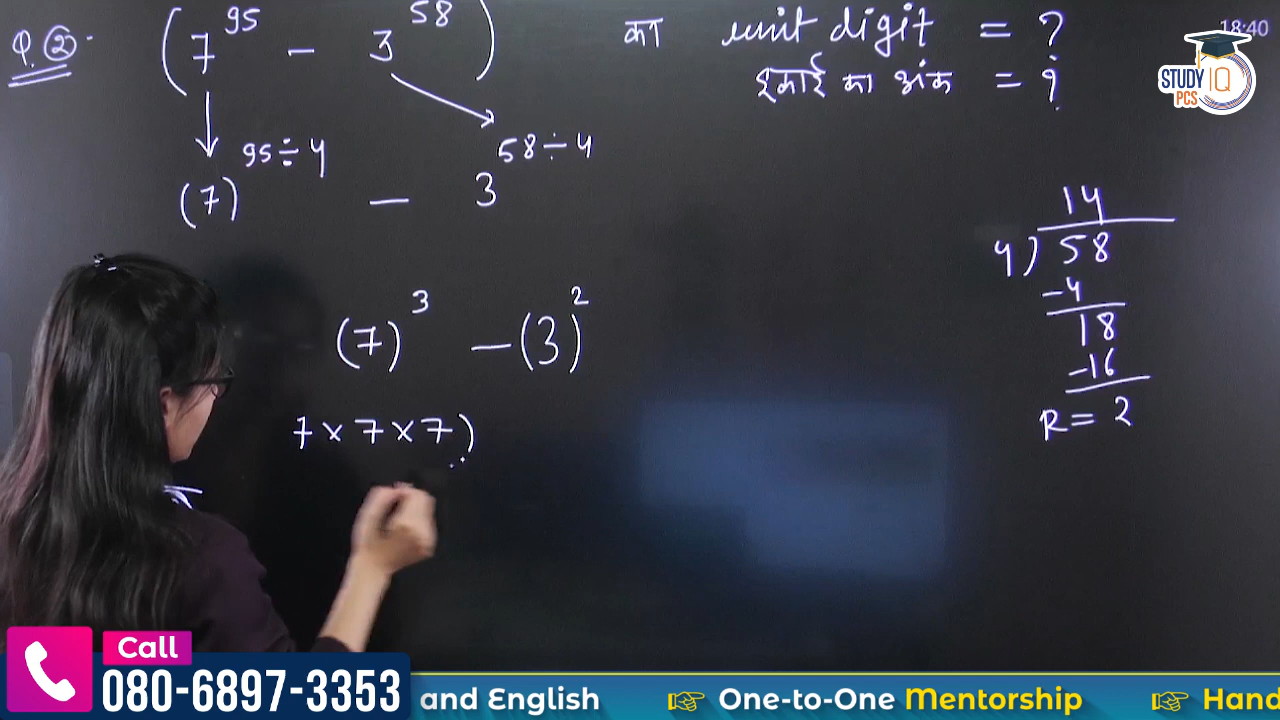 Q.② (7^95 - 3^58) का unit digit = ?
इकाई का अंक = ?
(7)^95÷4 - 3^58÷4
(7)^3 - (3)^2
7 × 7 × 7)
14
4) 58
-4
18
-16
R = 2
18:40
STUDY IQ
PCS
Call
080-6897-3353
and English
One-to-One Mentorship
Hand